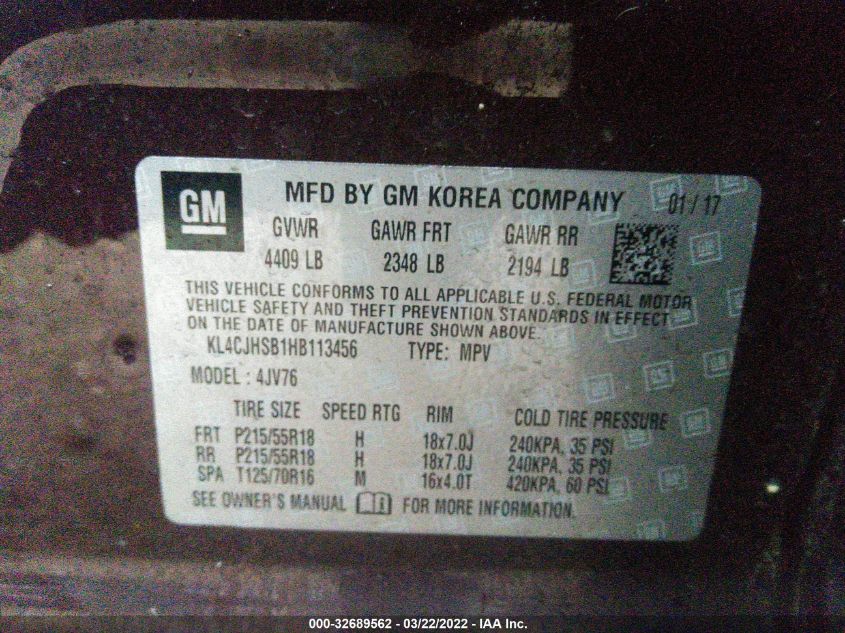 GM
MFD BY GM KOREA COMPANY 01/17
GVWR GAWR FRT GAWR RR
4409 LB 2348 LB 2194 LB
THIS VEHICLE CONFORMS TO ALL APPLICABLE U.S. FEDERAL MOTOR
VEHICLE SAFETY AND THEFT PREVENTION STANDARDS IN EFFECT
ON THE DATE OF MANUFACTURE SHOWN ABOVE.
KL4CJHSB1HB113456 TYPE: MPV
MODEL: 4JV76
TIRE SIZE SPEED RTG RIM COLD TIRE PRESSURE
FRT P215/55R18 H 18x7.0J 240KPA, 35 PSI
RR P215/55R18 H 18x7.0J 240KPA, 35 PSI
SPA T125/70R16 M 16x4.0T 420KPA, 60 PSI
SEE OWNER'S MANUAL FOR MORE INFORMATION.
000-32689562 - 03/22/2022 - IAA Inc.